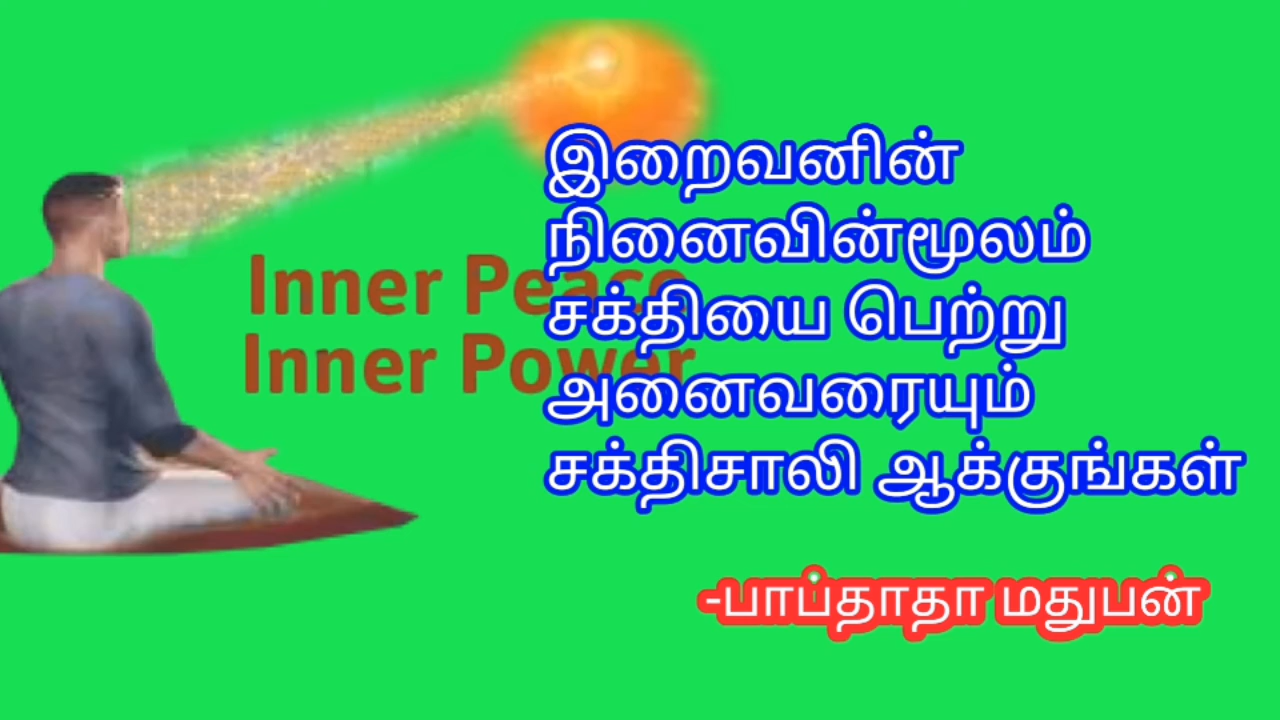 இறைவனின்
நினைவின்மூலம்
சக்தியை பெற்று
அனைவரையும்
சக்திசாலி ஆக்குங்கள்
Inner Peace
Inner Power
-பாப்தாதா மதுபன்